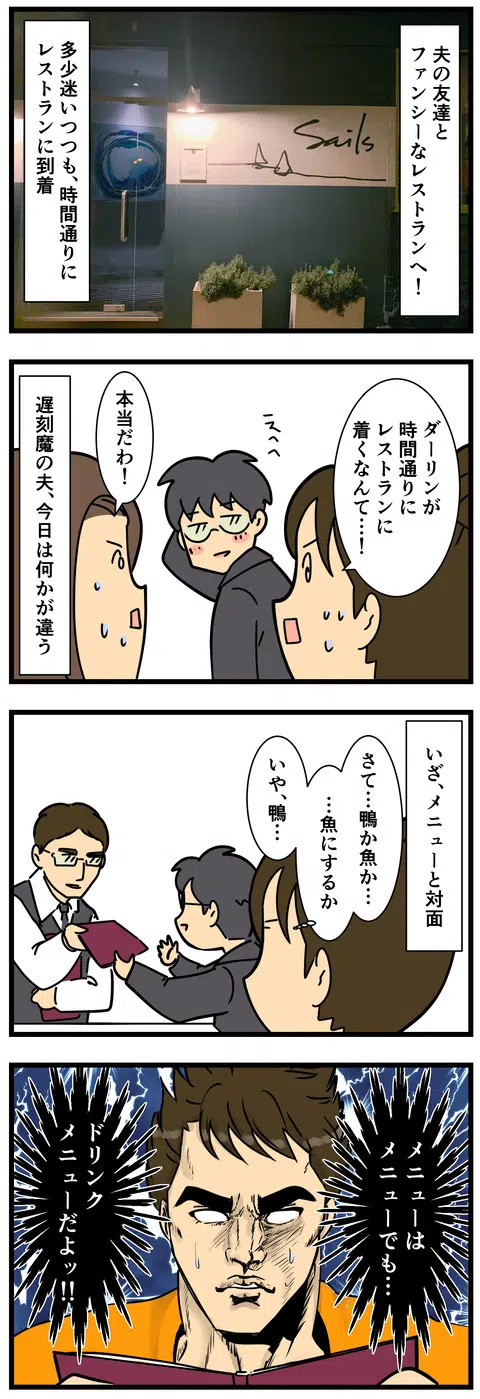 夫の友達と
ファンシーなレストランへ！
Sails
多少迷いつつも、時間通りに
レストランに到着
ダーリンが
時間通りに
レストランに
着くなんて…！
えへへ
本当だわ！
遅刻魔の夫、今日は何かが違う
いざ、メニューと対面
さて…鴨か魚か…
…魚にするか
いや、鴨…
メニューは
メニューでも…
ドリンク
メニューだよッ!!